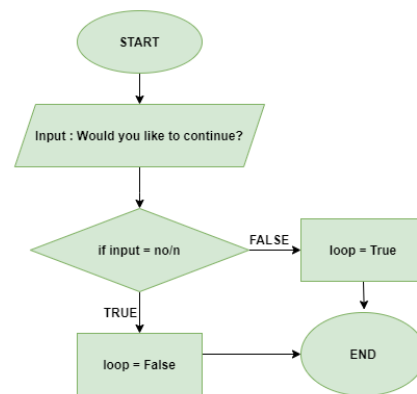 START
Input : Would you like to continue?
if input = no/n
FALSE
loop = True
TRUE
loop = False
END